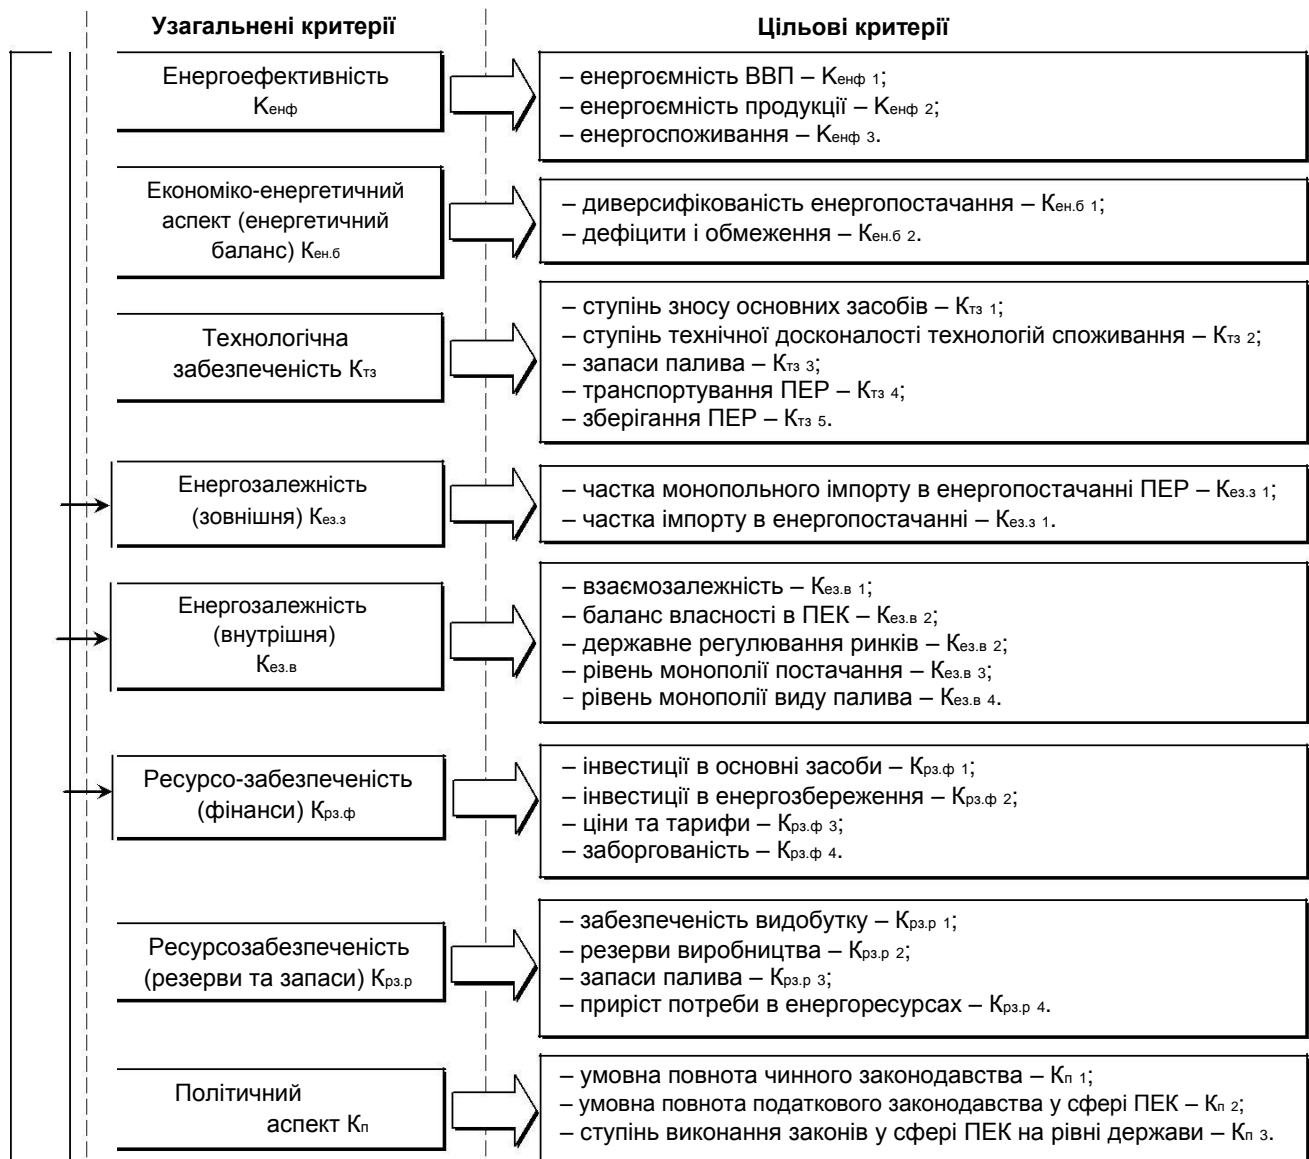 Узагальнені критерії
Цільові критерії
Енергоефективність
Kенф
– енергоємність ВВП – Kенф 1;
– енергоємність продукції – Kенф 2;
– енергоспоживання – Kенф 3.
Економіко-енергетичний
аспект (енергетичний
баланс) Кен.б
– диверсифікованість енергопостачання – Кен.б 1;
– дефіцити і обмеження – Кен.б 2.
Технологічна
забезпеченість Ктз
– ступінь зносу основних засобів – Ктз 1;
– ступінь технічної досконалості технологій споживання – Ктз 2;
– запаси палива – Ктз 3;
– транспортування ПЕР – Ктз 4;
– зберігання ПЕР – Ктз 5.
Енергозалежність
(зовнішня) Кез.з
– частка монопольного імпорту в енергопостачанні ПЕР – Кез.з 1;
– частка імпорту в енергопостачанні – Кез.з 1.
Енергозалежність
(внутрішня)
Кез.в
– взаємозалежність – Кез.в 1;
– баланс власності в ПЕК – Кез.в 2;
– державне регулювання ринків – Кез.в 2;
– рівень монополії постачання – Кез.в 3;
– рівень монополії виду палива – Кез.в 4.
Ресурсо-забезпеченість
(фінанси) Крз.ф
– інвестиції в основні засоби – Крз.ф 1;
– інвестиції в енергозбереження – Крз.ф 2;
– ціни та тарифи – Крз.ф 3;
– заборгованість – Крз.ф 4.
Ресурсозабезпеченість
(резерви та запаси) Крз.р
– забезпеченість видобутку – Крз.р 1;
– резерви виробництва – Крз.р 2;
– запаси палива – Крз.р 3;
– приріст потреби в енергоресурсах – Крз.р 4.
Політичний
аспект Кп
– умовна повнота чинного законодавства – Кп 1;
– умовна повнота податкового законодавства у сфері ПЕК – Кп 2;
– ступінь виконання законів у сфері ПЕК на рівні держави – Кп 3.